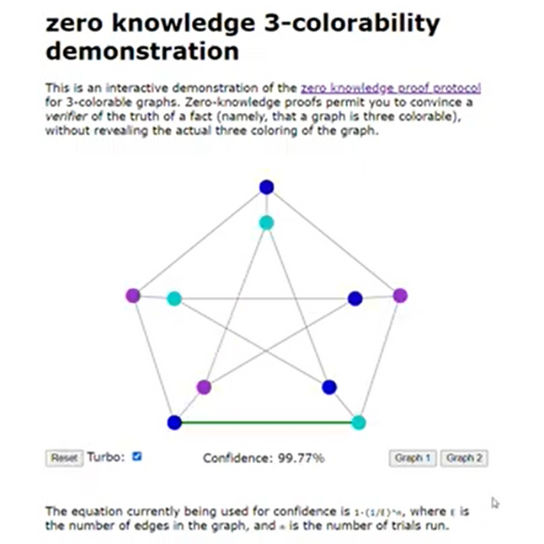 zero knowledge 3-colorability
demonstration
This is an interactive demonstration of the zero knowledge proof protocol
for 3-colorable graphs. Zero-knowledge proofs permit you to convince a
verifier of the truth of a fact (namely, that a graph is three colorable),
without revealing the actual three coloring of the graph.
Reset Turbo: Confidence: 99.77% Graph 1 Graph 2
The equation currently being used for confidence is 1-(1/E)^n, where E is
the number of edges in the graph, and n is the number of trials run.